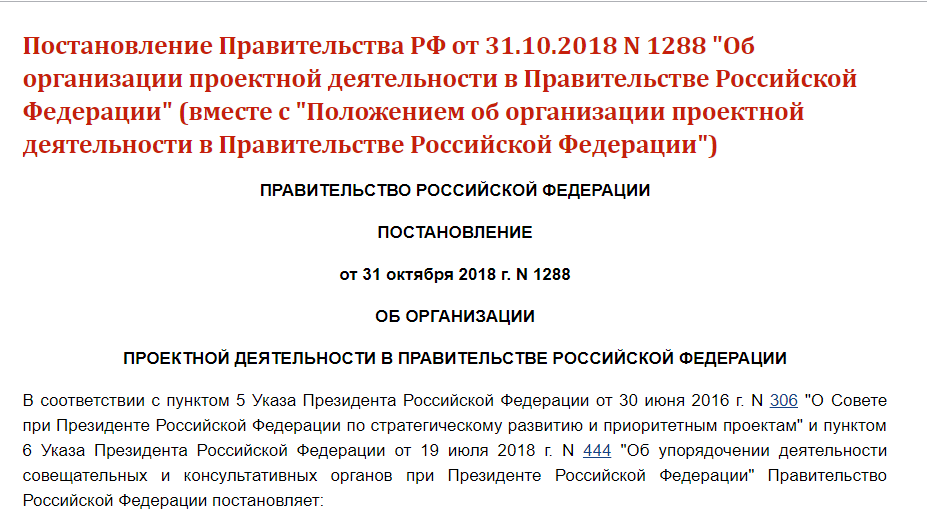 Постановление Правительства РФ от 31.10.2018 N 1288 "Об
организации проектной деятельности в Правительстве Российской
Федерации" (вместе с "Положением об организации проектной
деятельности в Правительстве Российской Федерации")
ПРАВИТЕЛЬСТВО РОССИЙСКОЙ ФЕДЕРАЦИИ
ПОСТАНОВЛЕНИЕ
от 31 октября 2018 г. N 1288
ОБ ОРГАНИЗАЦИИ
ПРОЕКТНОЙ ДЕЯТЕЛЬНОСТИ В ПРАВИТЕЛЬСТВЕ РОССИЙСКОЙ ФЕДЕРАЦИИ
В соответствии с пунктом 5 Указа Президента Российской Федерации от 30 июня 2016 г. N 306 "О Совете
при Президенте Российской Федерации по стратегическому развитию и приоритетным проектам" и пунктом
6 Указа Президента Российской Федерации от 19 июля 2018 г. N 444 "Об упорядочении деятельности
совещательных и консультативных органов при Президенте Российской Федерации" Правительство
Российской Федерации постановляет: